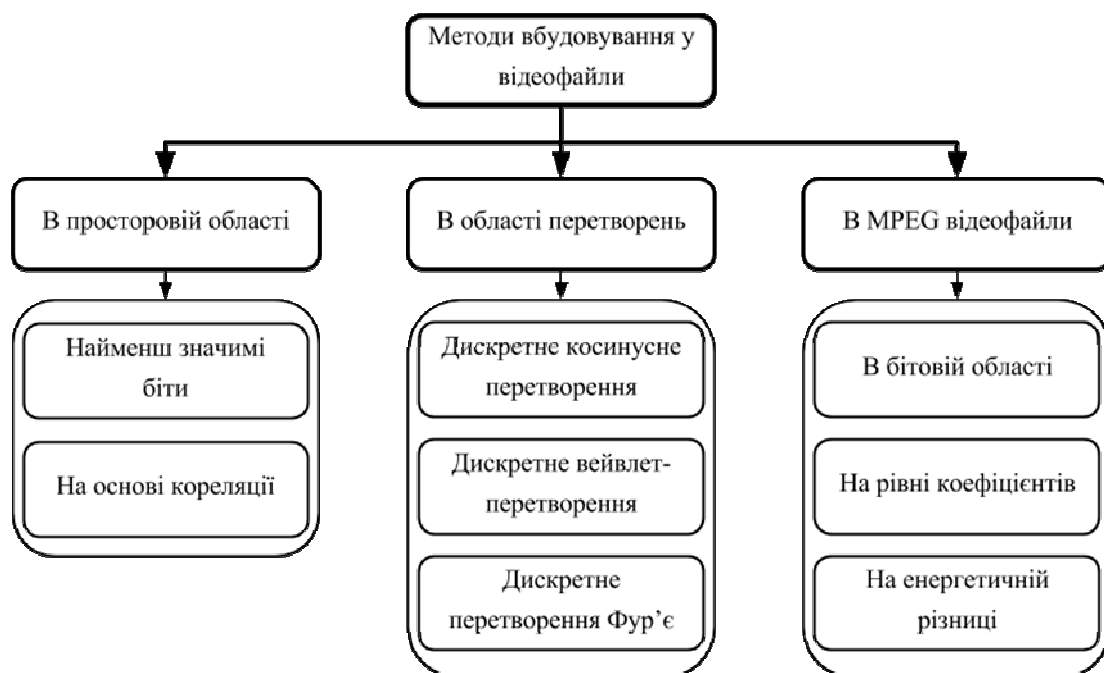 Методи вбудовування у
відеофайли
В просторовій області
В області перетворень
В MPEG відеофайли
Найменш значимі
біти
На основі кореляції
Дискретне косинусне
перетворення
Дискретне вейвлет-
перетворення
Дискретне
перетворення Фур’є
В бітовій області
На рівні коефіцієнтів
На енергетичній
різниці